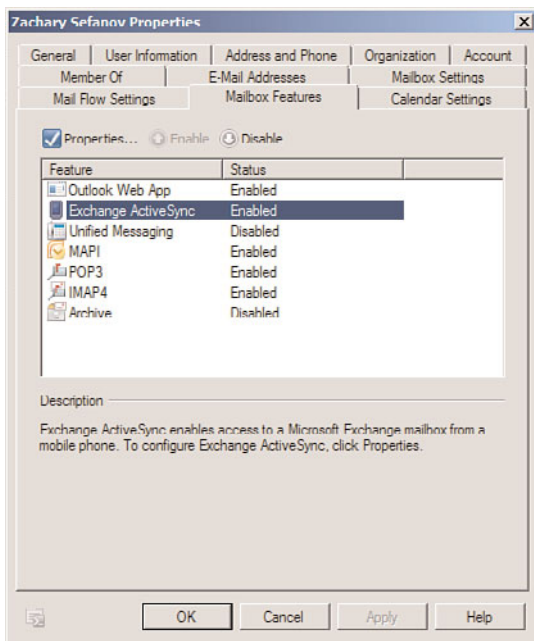 Zachary Sefanov Properties
General User Information Address and Phone Organization Account
Member Of E-Mail Addresses Mailbox Settings
Mail Flow Settings Mailbox Features Calendar Settings
Properties... Enable Disable
Feature Status
Outlook Web App Enabled
Exchange ActiveSync Enabled
Unified Messaging Disabled
MAPI Enabled
POP3 Enabled
IMAP4 Enabled
Archive Disabled
Description
Exchange ActiveSync enables access to a Microsoft Exchange mailbox from a
mobile phone. To configure Exchange ActiveSync, click Properties.
OK Cancel Apply Help